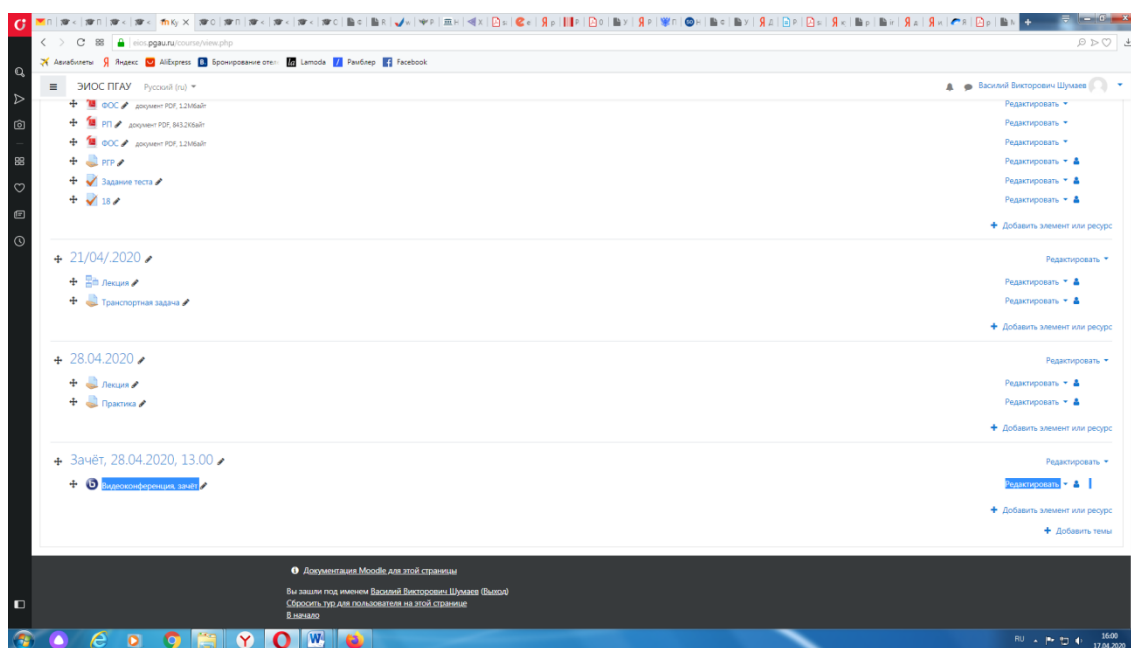 eios.pgau.ru/course/view.php
Авиабилеты Яндекс AliExpress Бронирование отел Lamoda Рамблер Facebook
ЭИОС ПГАУ Русский (ru) Василий Викторович Шумаев
ФОС документ PDF, 1.2Мбайт Редактировать
РП документ PDF, 843.2Кбайт Редактировать
ФОС документ PDF, 1.2Мбайт Редактировать
РГР Редактировать
Задание теста Редактировать
18 Редактировать
Добавить элемент или ресурс
21/04/.2020 Редактировать
Лекция Редактировать
Транспортная задача Редактировать
Добавить элемент или ресурс
28.04.2020 Редактировать
Лекция Редактировать
Практика Редактировать
Добавить элемент или ресурс
Зачёт, 28.04.2020, 13.00 Редактировать
Видеоконференция, зачёт Редактировать
Добавить элемент или ресурс
Добавить темы
Документация Moodle для этой страницы
Вы зашли под именем Василий Викторович Шумаев (Выход)
Сбросить тур для пользователя на этой странице
В начало
RU 16:00
17.04.2020